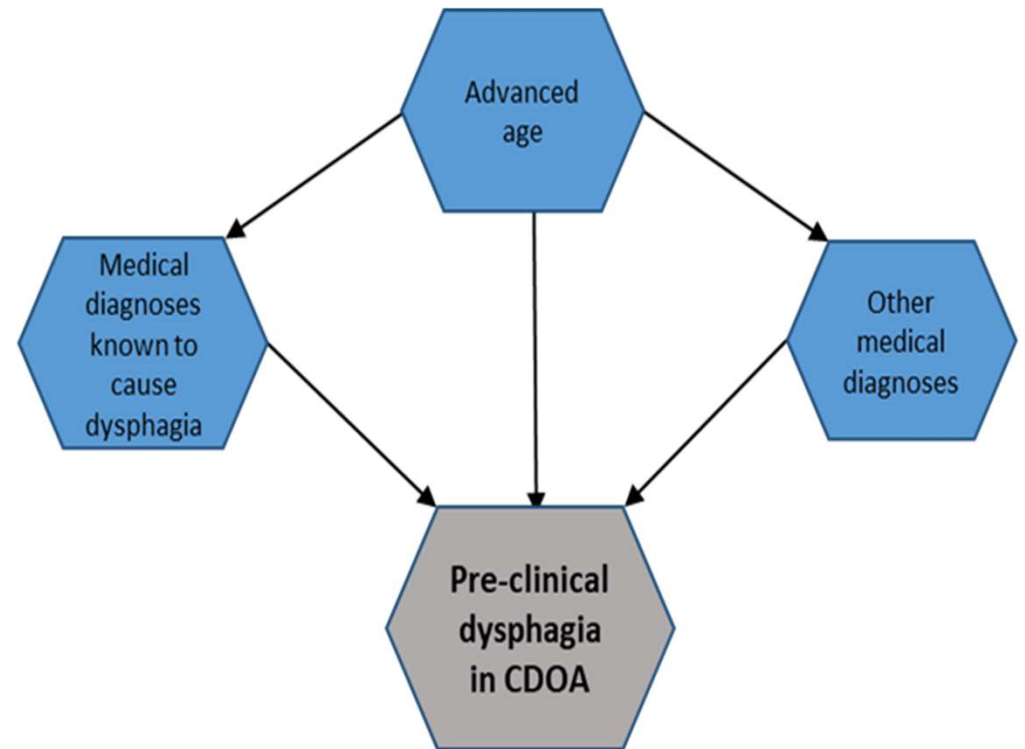 Advanced
age
Medical
diagnoses
known to
cause
dysphagia
Other
medical
diagnoses
Pre-clinical
dysphagia
in CDOA